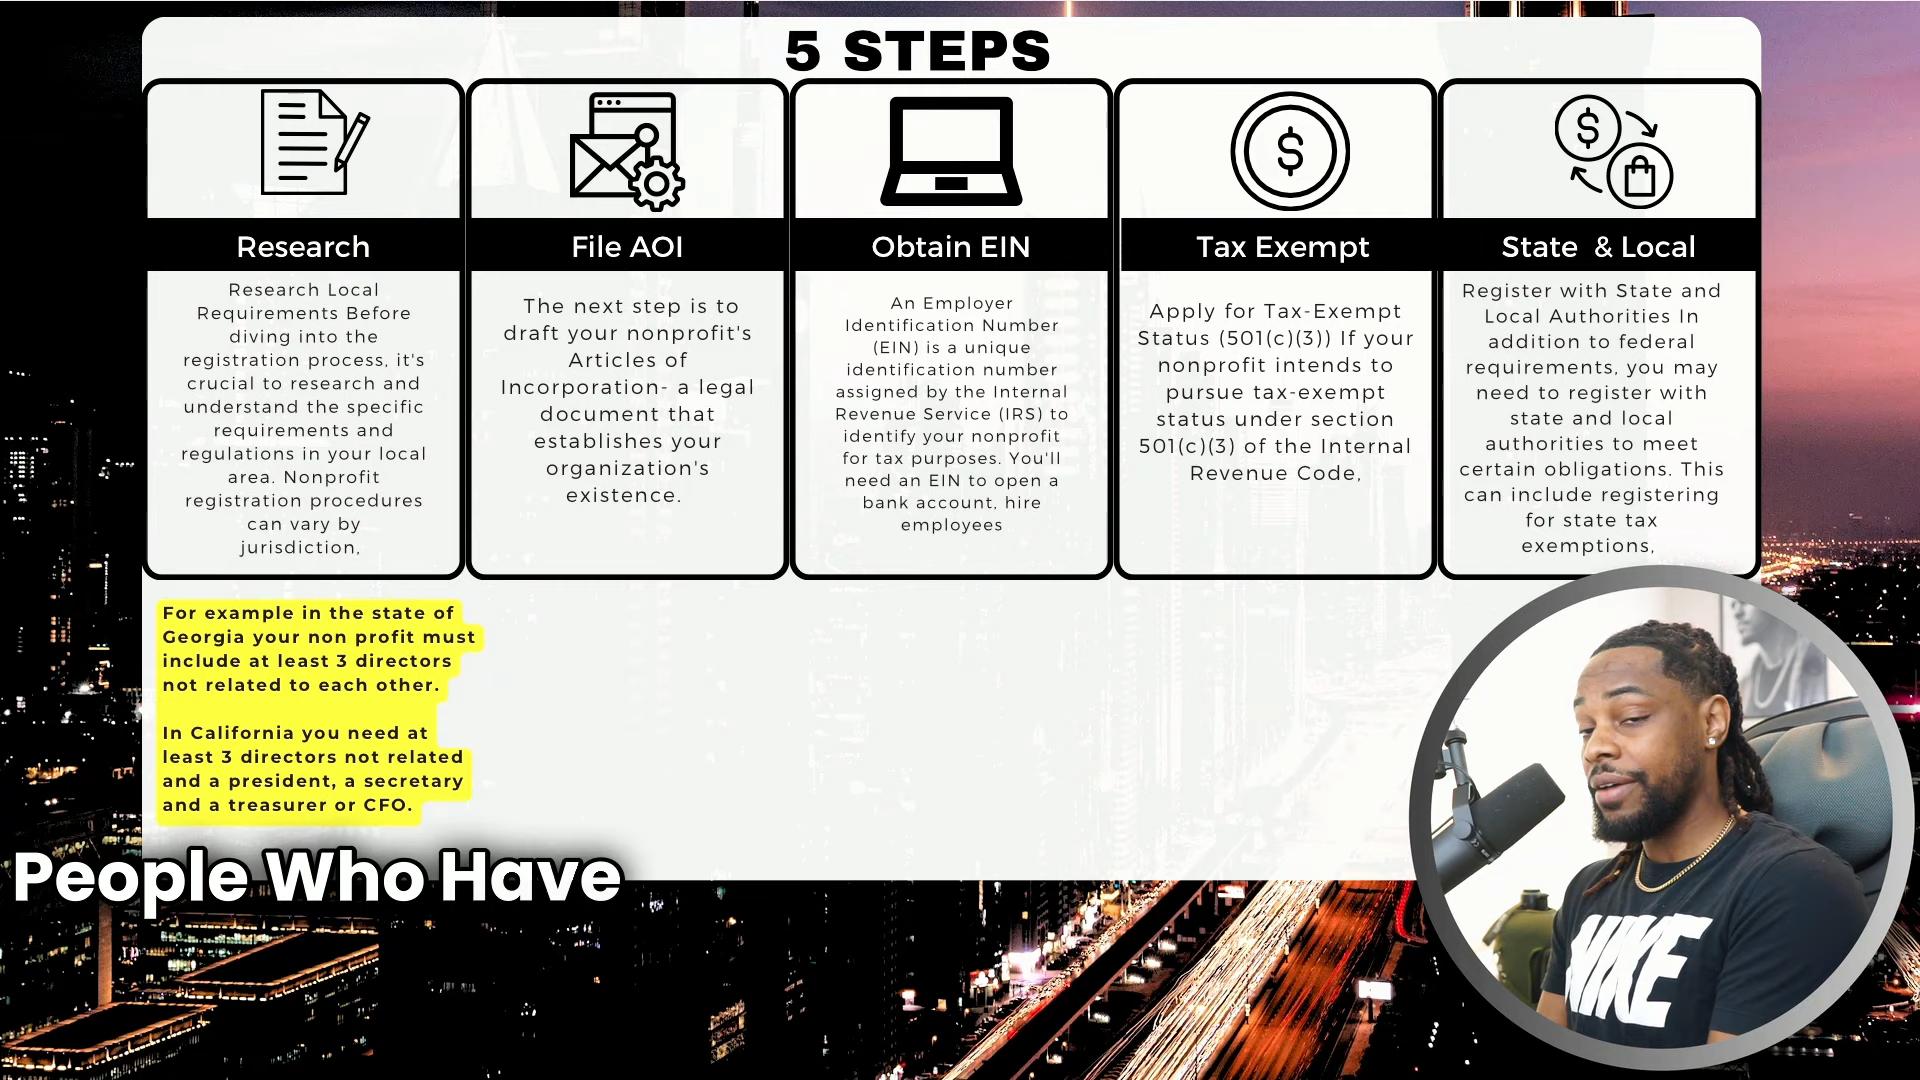 5 STEPS
Research
Research Local
Requirements Before
diving into the
registration process, it's
crucial to research and
understand the specific
requirements and
regulations in your local
area. Nonprofit
registration procedures
can vary by
jurisdiction,
File AOI
The next step is to
draft your nonprofit's
Articles of
Incorporation- a legal
document that
establishes your
organization's
existence.
Obtain EIN
An Employer
Identification Number
(EIN) is a unique
identification number
assigned by the Internal
Revenue Service (IRS) to
identify your nonprofit
for tax purposes. You'll
need an EIN to open a
bank account, hire
employees
Tax Exempt
Apply for Tax-Exempt
Status (501(c)(3)) If your
nonprofit intends to
pursue tax-exempt
status under section
501(c)(3) of the Internal
Revenue Code,
State & Local
Register with State and
Local Authorities In
addition to federal
requirements, you may
need to register with
state and local
authorities to meet
certain obligations. This
can include registering
for state tax
exemptions,
For example in the state of
Georgia your non profit must
include at least 3 directors
not related to each other.
In California you need at
least 3 directors not related
and a president, a secretary
and a treasurer or CFO.
People Who Have
NIKE